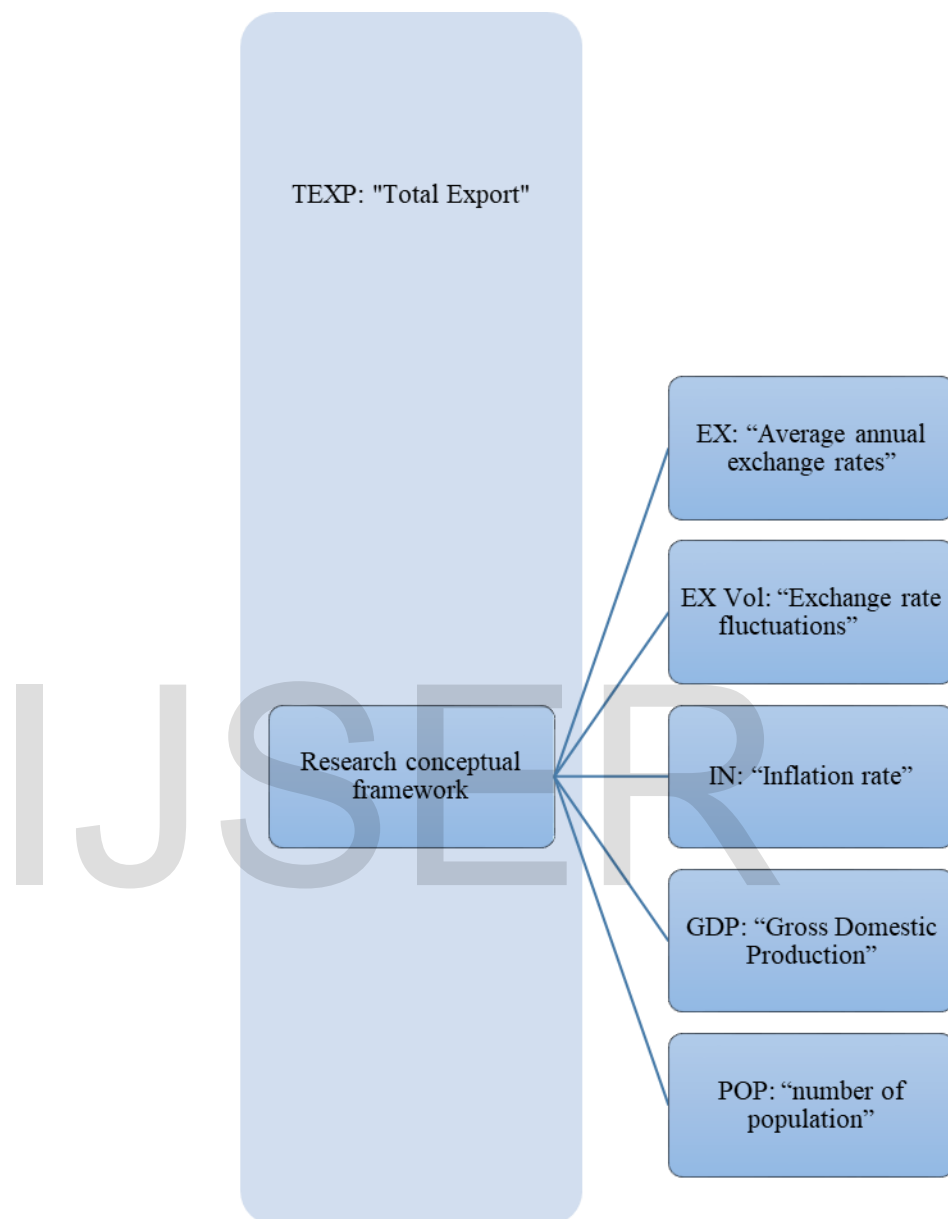 TEXP: "Total Export"
EX: “Average annual
exchange rates”
EX Vol: “Exchange rate
fluctuations”
Research conceptual
framework
IN: “Inflation rate”
GDP: “Gross Domestic
Production”
POP: “number of
population”
IJSER